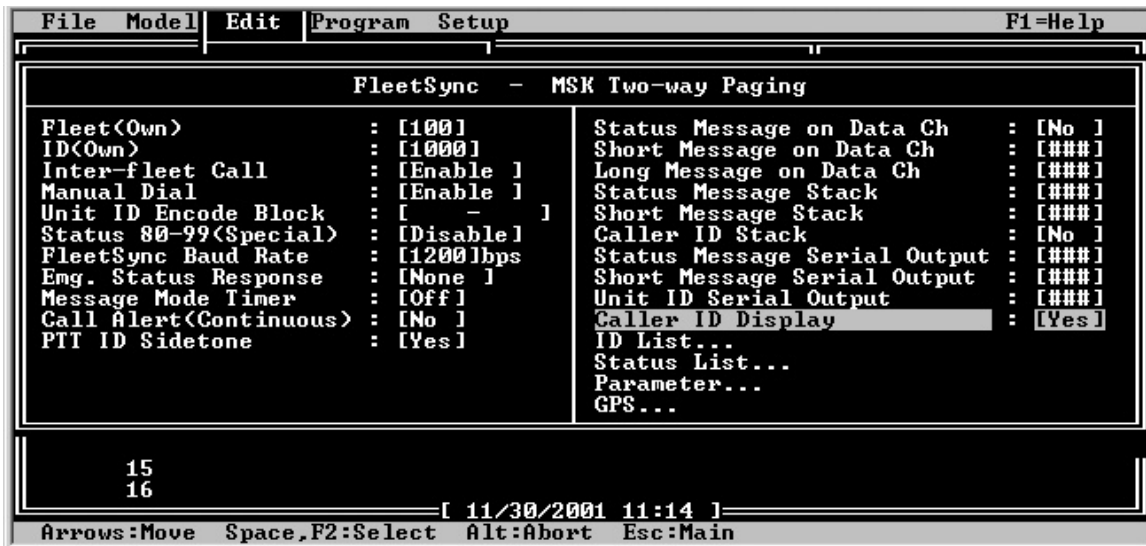 File Model Edit Program Setup F1=Help
FleetSync - MSK Two-way Paging
Fleet(Own) : [100]
ID(Own) : [1000]
Inter-fleet Call : [Enable ]
Manual Dial : [Enable ]
Unit ID Encode Block : [ - ]
Status 80-99(Special) : [Disable]
FleetSync Baud Rate : [1200]bps
Emg. Status Response : [None ]
Message Mode Timer : [Off]
Call Alert(Continuous) : [No ]
PTT ID Sidetone : [Yes]
Status Message on Data Ch : [No ]
Short Message on Data Ch : [###]
Long Message on Data Ch : [###]
Status Message Stack : [###]
Short Message Stack : [###]
Caller ID Stack : [No ]
Status Message Serial Output : [###]
Short Message Serial Output : [###]
Unit ID Serial Output : [###]
Caller ID Display : [Yes]
ID List...
Status List...
Parameter...
GPS...
15
16
[ 11/30/2001 11:14 ]
Arrows:Move Space,F2:Select Alt:Abort Esc:Main